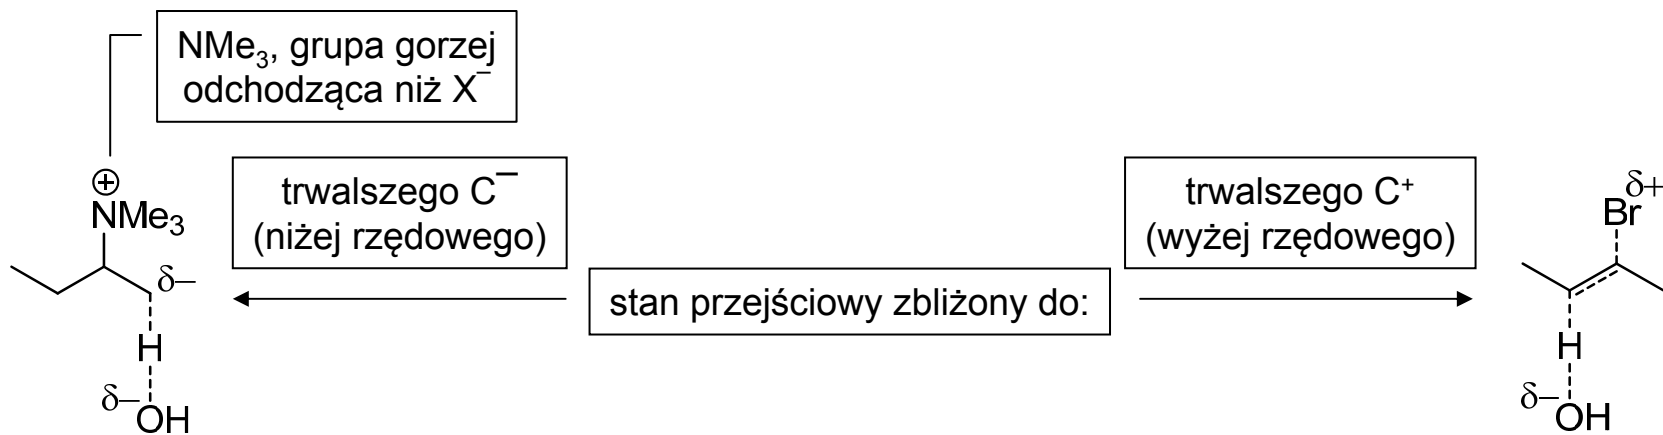 NMe₃, grupa gorzej
odchodząca niż X⁻
⊕
NMe₃
δ–
H
δ–
OH
trwalszego C⁻
(niżej rzędowego)
stan przejściowy zbliżony do:
trwalszego C⁺
(wyżej rzędowego)
δ+
Br
H
δ–
OH